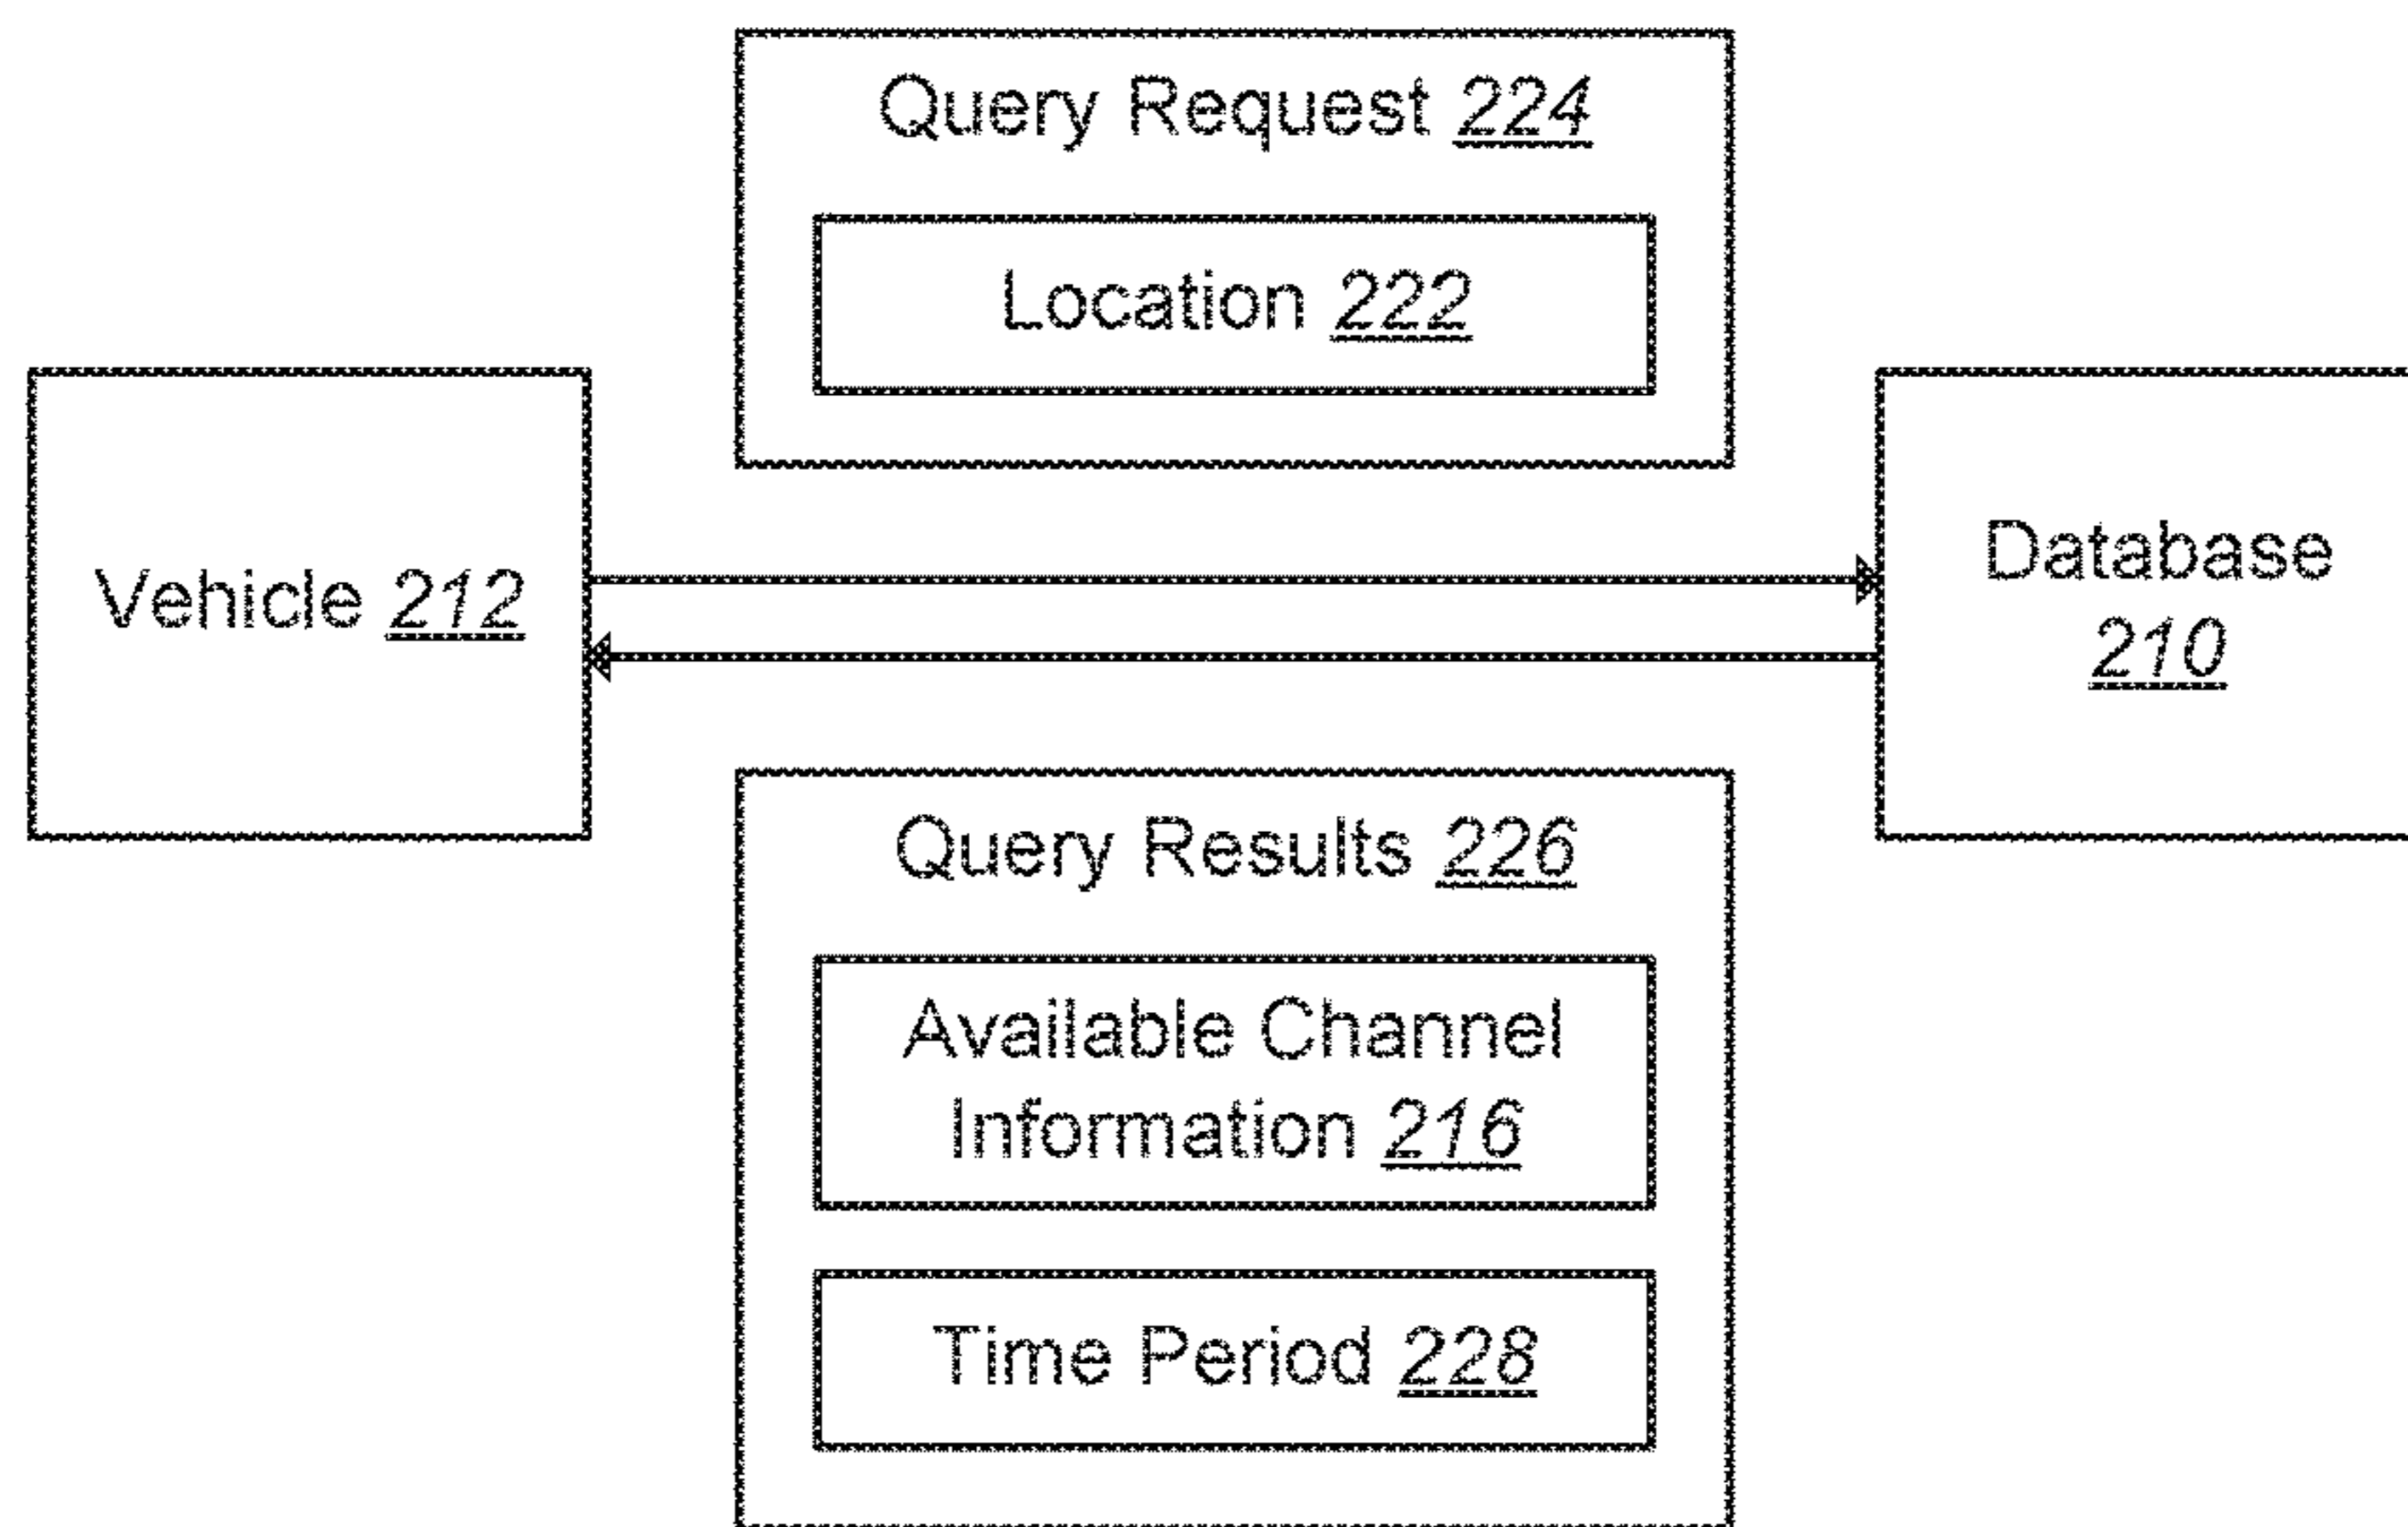 Query Request 224
Location 222
Vehicle 212
Database
210
Query Results 226
Available Channel
Information 216
Time Period 228